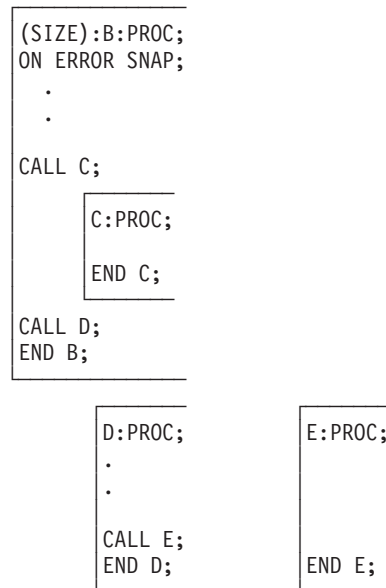 (SIZE):B:PROC;
ON ERROR SNAP;
.
.
CALL C;
C:PROC;
END C;
CALL D;
END B;
D:PROC;
.
.
CALL E;
END D;
E:PROC;
END E;